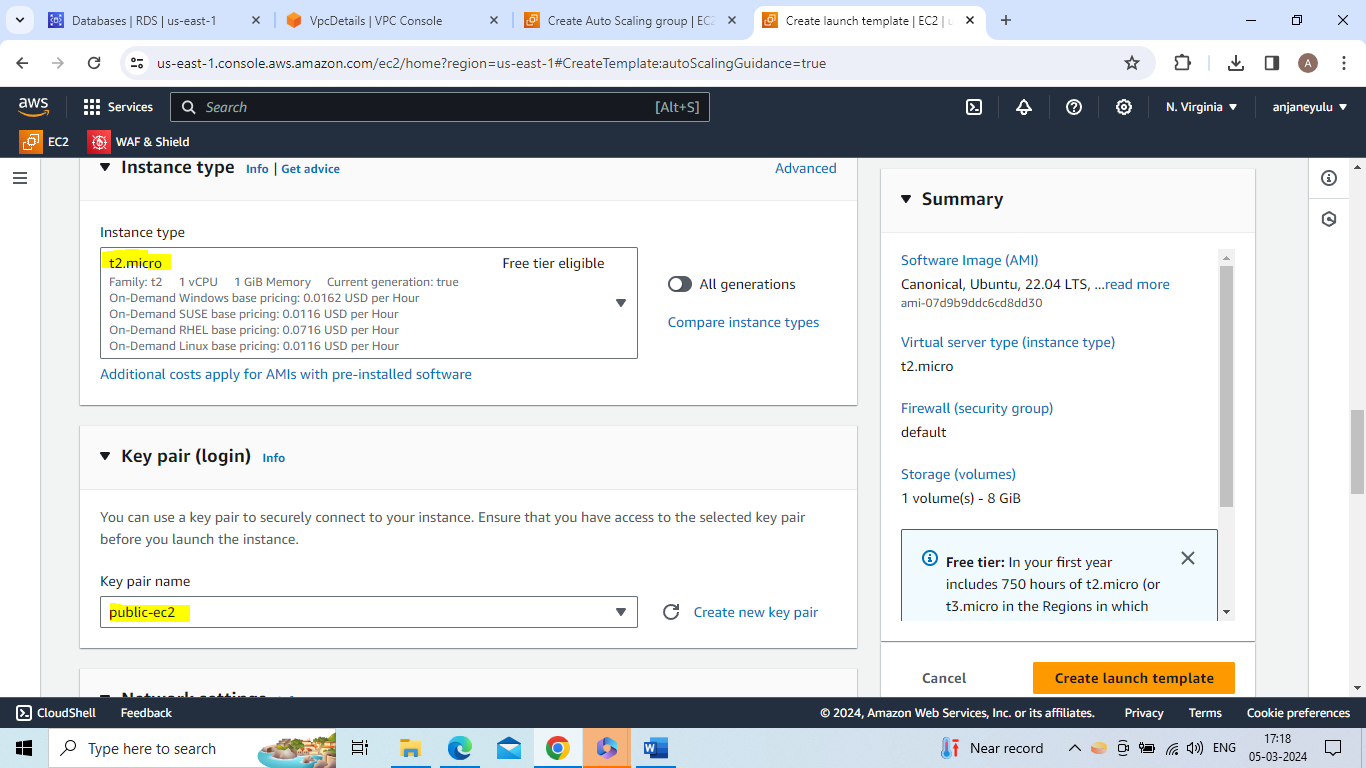 Databases | RDS | us-east-1
VpcDetails | VPC Console
Create Auto Scaling group | EC2
Create launch template | EC2 | u
us-east-1.console.aws.amazon.com/ec2/home?region=us-east-1#CreateTemplate:autoScalingGuidance=true
A
aws
Services
Search
[Alt+S]
N. Virginia
anjaneyulu
EC2
WAF & Shield
Instance type Info | Get advice
Advanced
Instance type
t2.micro Free tier eligible
Family: t2 1 vCPU 1 GiB Memory Current generation: true
On-Demand Windows base pricing: 0.0162 USD per Hour
On-Demand SUSE base pricing: 0.0116 USD per Hour
On-Demand RHEL base pricing: 0.0716 USD per Hour
On-Demand Linux base pricing: 0.0116 USD per Hour
All generations
Compare instance types
Additional costs apply for AMIs with pre-installed software
Key pair (login) Info
You can use a key pair to securely connect to your instance. Ensure that you have access to the selected key pair
before you launch the instance.
Key pair name
public-ec2
Create new key pair
Network settings
Summary
Software Image (AMI)
Canonical, Ubuntu, 22.04 LTS, ...read more
ami-07d9b9ddc6cd8dd30
Virtual server type (instance type)
t2.micro
Firewall (security group)
default
Storage (volumes)
1 volume(s) - 8 GiB
Free tier: In your first year
includes 750 hours of t2.micro (or
t3.micro in the Regions in which
Cancel
Create launch template
CloudShell
Feedback
© 2024, Amazon Web Services, Inc. or its affiliates.
Privacy
Terms
Cookie preferences
Type here to search
Near record
ENG
17:18
05-03-2024